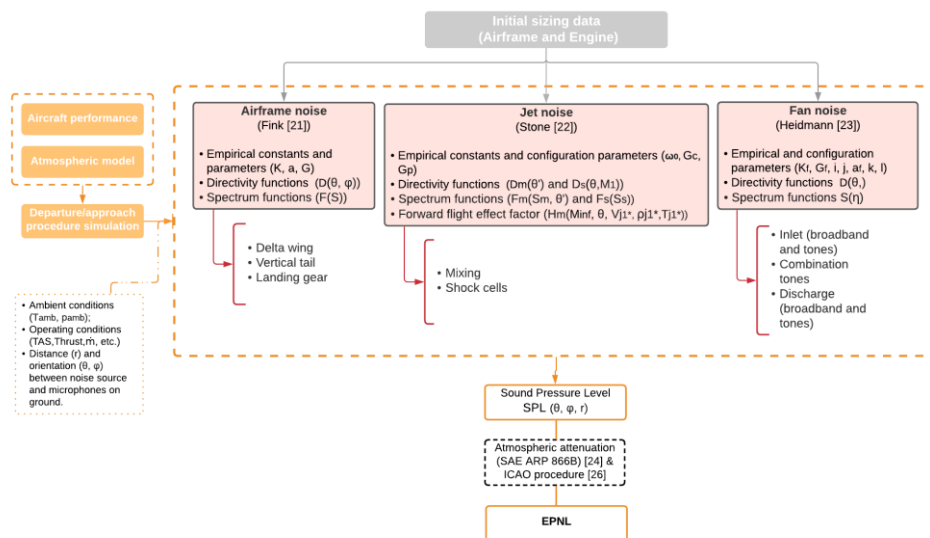 Initial sizing data
(Airframe and Engine)
Aircraft performance
Atmospheric model
Departure/approach
procedure simulation
• Ambient conditions
(Tamb, pamb);
• Operating conditions
(TAS,Thrust,ṁ, etc.)
• Distance (r) and
orientation (θ, φ)
between noise source
and microphones on
ground.
Airframe noise
(Fink [21])
• Empirical constants and
parameters (K, a, G)
• Directivity functions (D(θ, φ))
• Spectrum functions (F(S))
• Delta wing
• Vertical tail
• Landing gear
Jet noise
(Stone [22])
• Empirical constants and configuration parameters (ω0, Gc,
Gp)
• Directivity functions (Dm(θ') and Ds(θ,M1))
• Spectrum functions (Fm(Sm, θ') and Fs(Ss))
• Forward flight effect factor (Hm(Minf, θ, Vj1*, ρj1*,Tj1*))
• Mixing
• Shock cells
Fan noise
(Heidmann [23])
• Empirical and configuration
parameters (Kf, Gf, i, j, af, k, l)
• Directivity functions D(θ,)
• Spectrum functions S(η)
• Inlet (broadband
and tones)
• Combination
tones
• Discharge
(broadband and
tones)
Sound Pressure Level
SPL (θ, φ, r)
Atmospheric attenuation
(SAE ARP 866B) [24] &
ICAO procedure [26]
EPNL